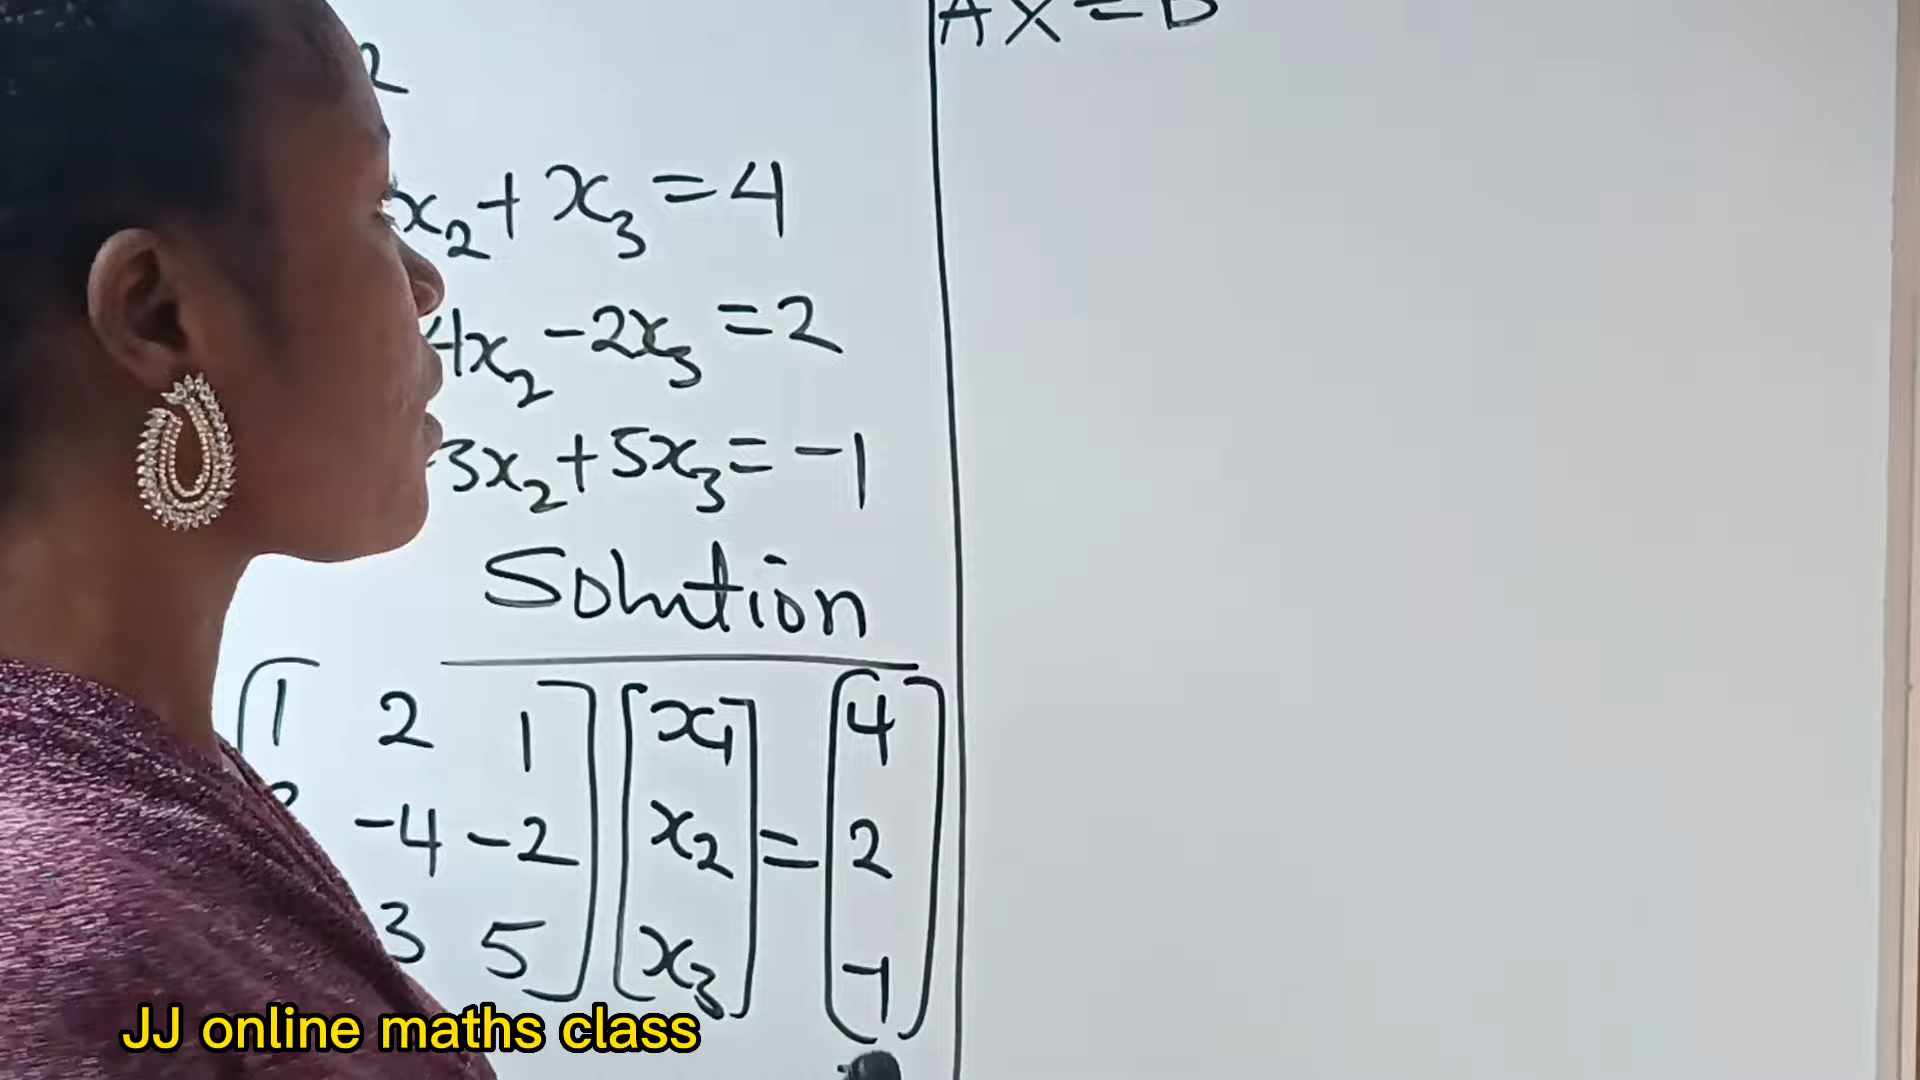 AX=B
2
x₂+x₃=4
4x₂-2x₃=2
3x₂+5x₃=-1
Solution
1 2 1 x₁ 4
-4 -2 x₂ = 2
3 5 x₃ -1
JJ online maths class